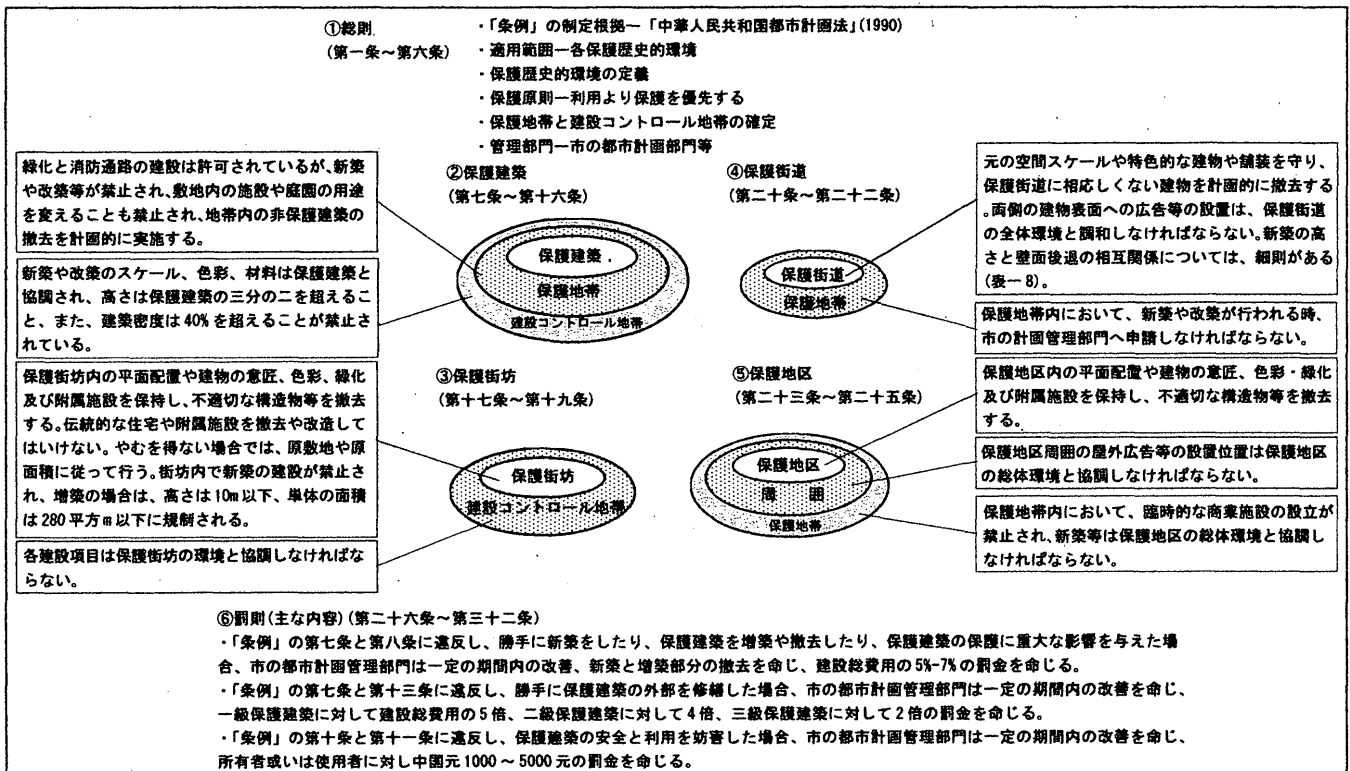 ①総則
(第一条～第六条)
・「条例」の制定根拠ー「中華人民共和国都市計画法」(1990)
・適用範囲ー各保護歴史的環境
・保護歴史的環境の定義
・保護原則ー利用より保護を優先する
・保護地帯と建設コントロール地帯の確定
・管理部門ー市の都市計画部門等
緑化と消防通路の建設は許可されているが、新築
や改築等が禁止され、敷地内の施設や庭園の用途
を変えることも禁止され、地帯内の非保護建築の
撤去を計画的に実施する。
新築や改築のスケール、色彩、材料は保護建築と
協調され、高さは保護建築の三分の二を超えるこ
と、また、建築密度は40%を超えることが禁止さ
れている。
②保護建築
(第七条～第十六条)
保護建築
保護地帯
建設コントロール地帯
④保護街道
(第二十条～第二十二条)
保護街道
保護地帯
元の空間スケールや特色的な建物や舗装を守り、
保護街道に相応しくない建物を計画的に撤去する
。両側の建物表面への広告等の設置は、保護街道
の全体環境と調和しなければならない。新築の高
さと壁面後退の相互関係については、細則がある
(表ー8)。
保護地帯内において、新築や改築が行われる時、
市の計画管理部門へ申請しなければならない。
保護街坊内の平面配置や建物の意匠、色彩、緑化
及び附属施設を保持し、不適切な構造物等を撤去
する。伝統的な住宅や附属施設を撤去や改造して
はいけない。やむを得ない場合では、原敷地や原
面積に従って行う。街坊内で新築の建設が禁止さ
れ、増築の場合は、高さは10m以下、単体の面積
は280平方m以下に規制される。
各建設項目は保護街坊の環境と協調しなければな
らない。
③保護街坊
(第十七条～第十九条)
保護街坊
建設コントロール地帯
⑤保護地区
(第二十三条～第二十五条)
保護地区
周 囲
保護地帯
保護地区内の平面配置や建物の意匠、色彩・緑化
及び附属施設を保持し、不適切な構造物等を撤去
する。
保護地区周囲の屋外広告等の設置位置は保護地区
の総体環境と協調しなければならない。
保護地帯内において、臨時的な商業施設の設立が
禁止され、新築等は保護地区の総体環境と協調し
なければならない。
⑥罰則(主な内容)(第二十六条～第三十二条)
・「条例」の第七条と第八条に違反し、勝手に新築をしたり、保護建築を増築や撤去したり、保護建築の保護に重大な影響を与えた場
合、市の都市計画管理部門は一定の期間内の改善、新築と増築部分の撤去を命じ、建設総費用の5%-7%の罰金を命じる。
・「条例」の第七条と第十三条に違反し、勝手に保護建築の外部を修繕した場合、市の都市計画管理部門は一定の期間内の改善を命じ、
一級保護建築に対して建設総費用の5倍、二級保護建築に対して4倍、三級保護建築に対して2倍の罰金を命じる。
・「条例」の第十条と第十一条に違反し、保護建築の安全と利用を妨害した場合、市の都市計画管理部門は一定の期間内の改善を命じ、
所有者或いは使用者に対し中国元1000～5000元の罰金を命じる。